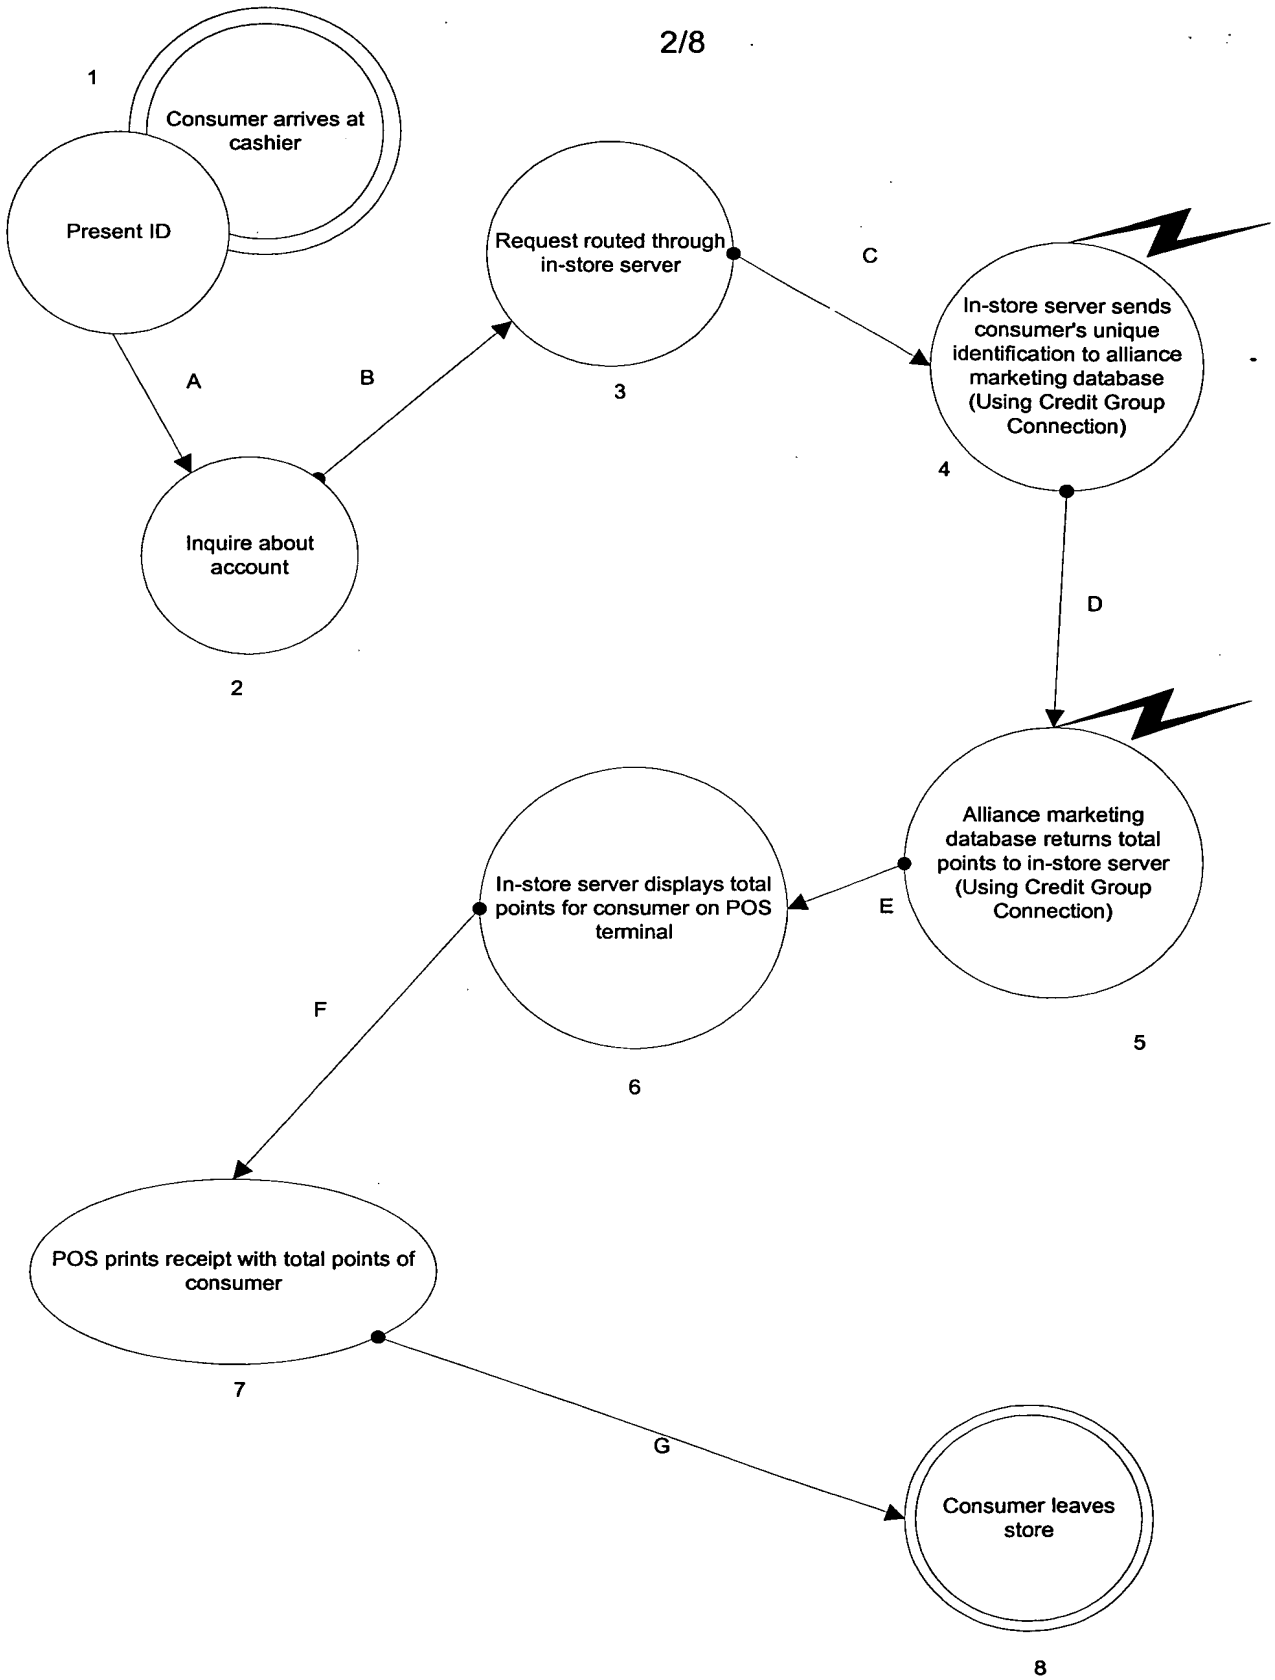 2/8
1
Consumer arrives at
cashier
Present ID
A
Inquire about
account
2
B
Request routed through
in-store server
3
C
In-store server sends
consumer's unique
identification to alliance
marketing database
(Using Credit Group
Connection)
4
D
Alliance marketing
database returns total
points to in-store server
(Using Credit Group
Connection)
5
E
In-store server displays total
points for consumer on POS
terminal
6
F
POS prints receipt with total points of
consumer
7
G
Consumer leaves
store
8